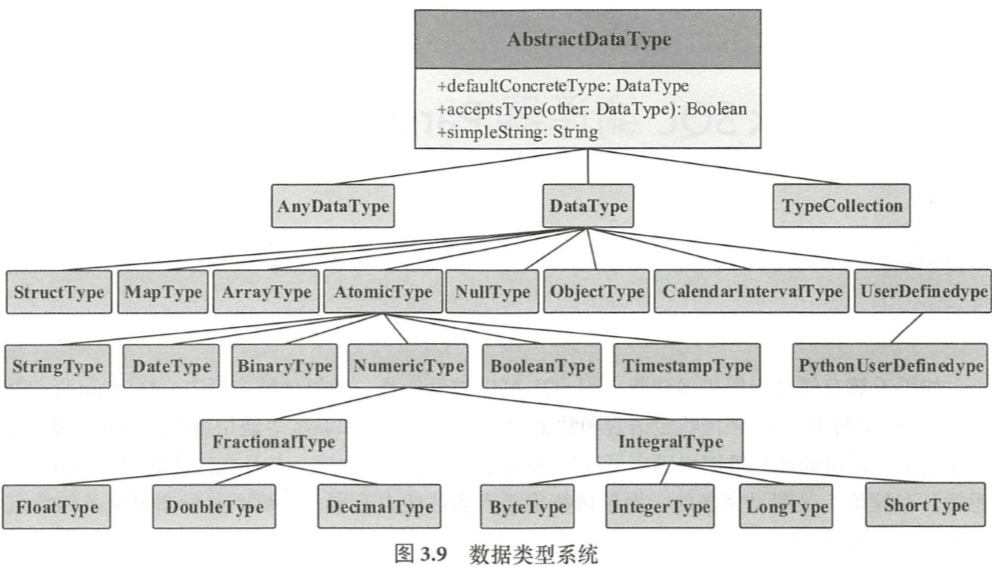 AbstractDataType
+defaultConcreteType: DataType
+acceptsType(other: DataType): Boolean
+simpleString: String
AnyDataType DataType TypeCollection
StructType MapType ArrayType AtomicType NullType ObjectType CalendarIntervalType UserDefinedype
StringType DateType BinaryType NumericType BooleanType TimestampType PythonUserDefinedype
FractionalType IntegralType
FloatType DoubleType DecimalType ByteType IntegerType LongType ShortType
图 3.9 数据类型系统